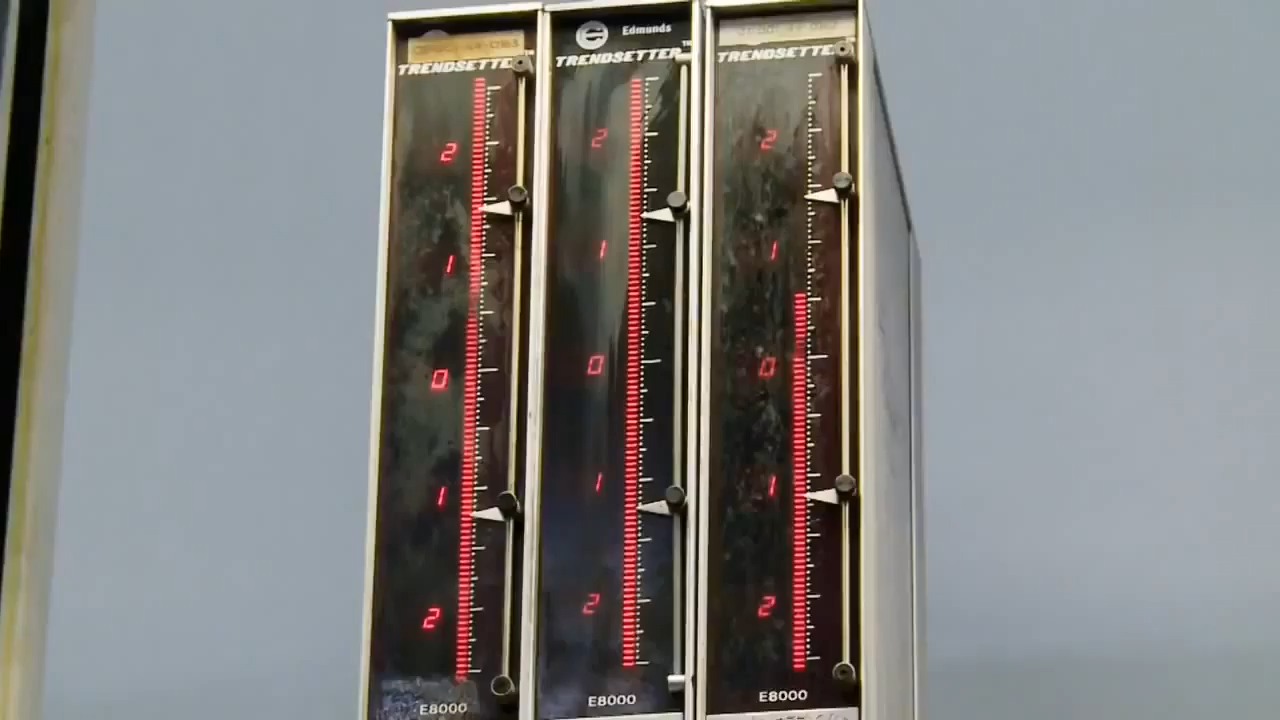 Edmunds
TRENDSETTER
TRENDSETTER™
TRENDSETTER
2 2 2
1 1 1
0 0 0
1 1 1
2 2 2
E8000 E8000 E8000